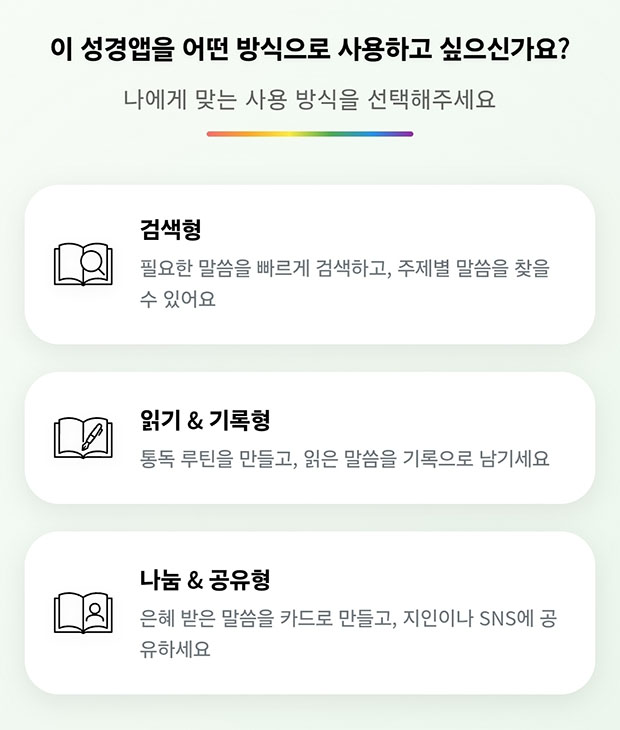 이 성경앱을 어떤 방식으로 사용하고 싶으신가요?
나에게 맞는 사용 방식을 선택해주세요
검색형
필요한 말씀을 빠르게 검색하고, 주제별 말씀을 찾을
수 있어요
읽기 & 기록형
통독 루틴을 만들고, 읽은 말씀을 기록으로 남기세요
나눔 & 공유형
은혜 받은 말씀을 카드로 만들고, 지인이나 SNS에 공
유하세요